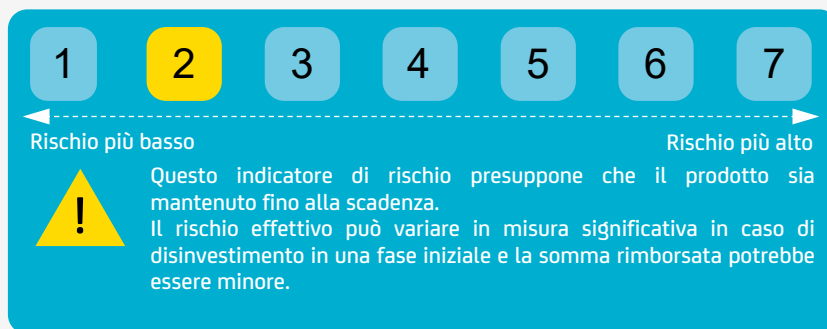 1 2 3 4 5 6 7
Rischio più basso Rischio più alto
!
Questo indicatore di rischio presuppone che il prodotto sia
mantenuto fino alla scadenza.
Il rischio effettivo può variare in misura significativa in caso di
disinvestimento in una fase iniziale e la somma rimborsata potrebbe
essere minore.